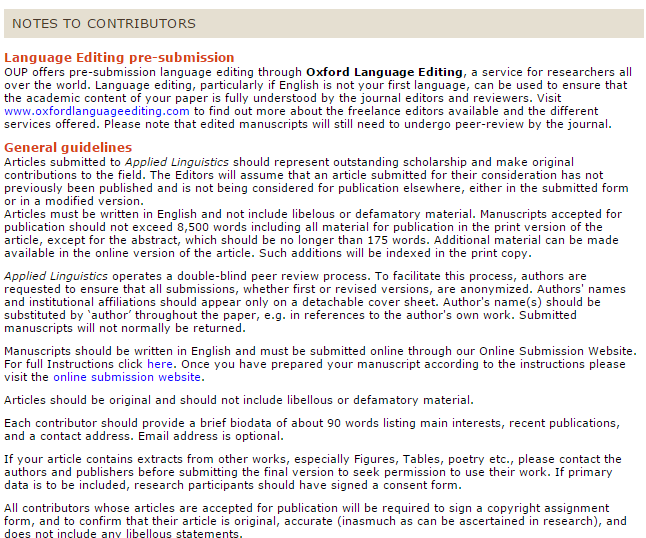 NOTES TO CONTRIBUTORS
Language Editing pre-submission
OUP offers pre-submission language editing through Oxford Language Editing, a service for researchers all
over the world. Language editing, particularly if English is not your first language, can be used to ensure that
the academic content of your paper is fully understood by the journal editors and reviewers. Visit
www.oxfordlanguageediting.com to find out more about the freelance editors available and the different
services offered. Please note that edited manuscripts will still need to undergo peer-review by the journal.
General guidelines
Articles submitted to Applied Linguistics should represent outstanding scholarship and make original
contributions to the field. The Editors will assume that an article submitted for their consideration has not
previously been published and is not being considered for publication elsewhere, either in the submitted form
or in a modified version.
Articles must be written in English and not include libelous or defamatory material. Manuscripts accepted for
publication should not exceed 8,500 words including all material for publication in the print version of the
article, except for the abstract, which should be no longer than 175 words. Additional material can be made
available in the online version of the article. Such additions will be indexed in the print copy.
Applied Linguistics operates a double-blind peer review process. To facilitate this process, authors are
requested to ensure that all submissions, whether first or revised versions, are anonymized. Authors' names
and institutional affiliations should appear only on a detachable cover sheet. Author's name(s) should be
substituted by ‘author’ throughout the paper, e.g. in references to the author's own work. Submitted
manuscripts will not normally be returned.
Manuscripts should be written in English and must be submitted online through our Online Submission Website.
For full Instructions click here. Once you have prepared your manuscript according to the instructions please
visit the online submission website.
Articles should be original and should not include libellous or defamatory material.
Each contributor should provide a brief biodata of about 90 words listing main interests, recent publications,
and a contact address. Email address is optional.
If your article contains extracts from other works, especially Figures, Tables, poetry etc., please contact the
authors and publishers before submitting the final version to seek permission to use their work. If primary
data is to be included, research participants should have signed a consent form.
All contributors whose articles are accepted for publication will be required to sign a copyright assignment
form, and to confirm that their article is original, accurate (inasmuch as can be ascertained in research), and
does not include any libellous statements.